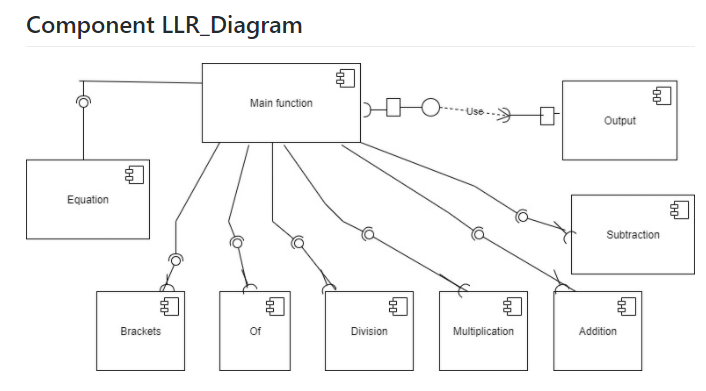 Component LLR_Diagram
Main function
Use
Output
Equation
Subtraction
Brackets
Of
Division
Multiplication
Addition